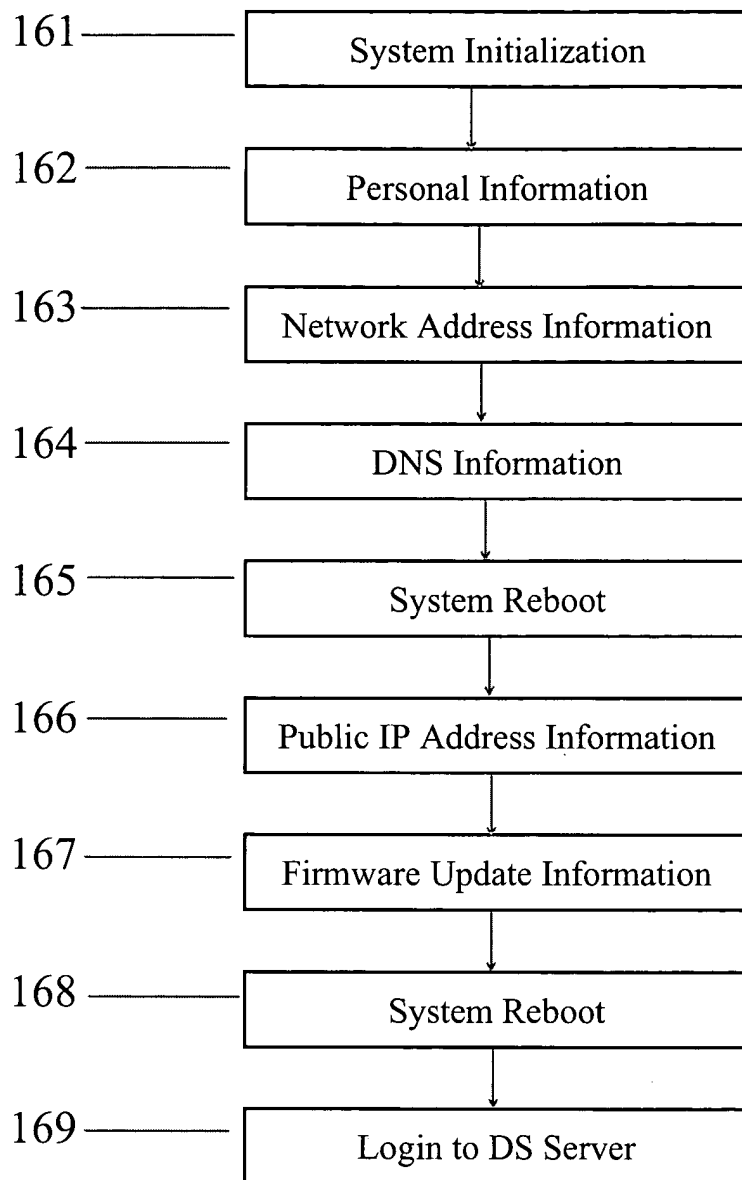 161 System Initialization
162 Personal Information
163 Network Address Information
164 DNS Information
165 System Reboot
166 Public IP Address Information
167 Firmware Update Information
168 System Reboot
169 Login to DS Server